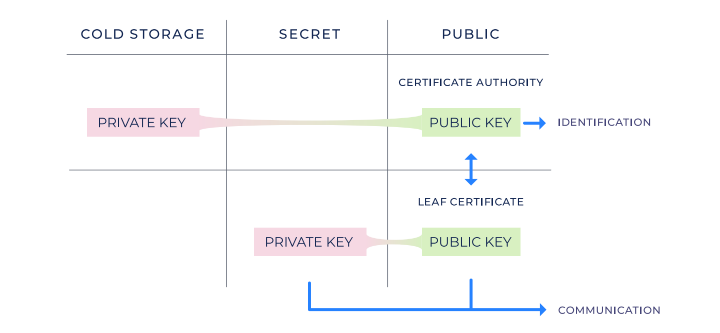 COLD STORAGE
SECRET
PUBLIC
CERTIFICATE AUTHORITY
PRIVATE KEY
PUBLIC KEY
IDENTIFICATION
LEAF CERTIFICATE
PRIVATE KEY
PUBLIC KEY
COMMUNICATION